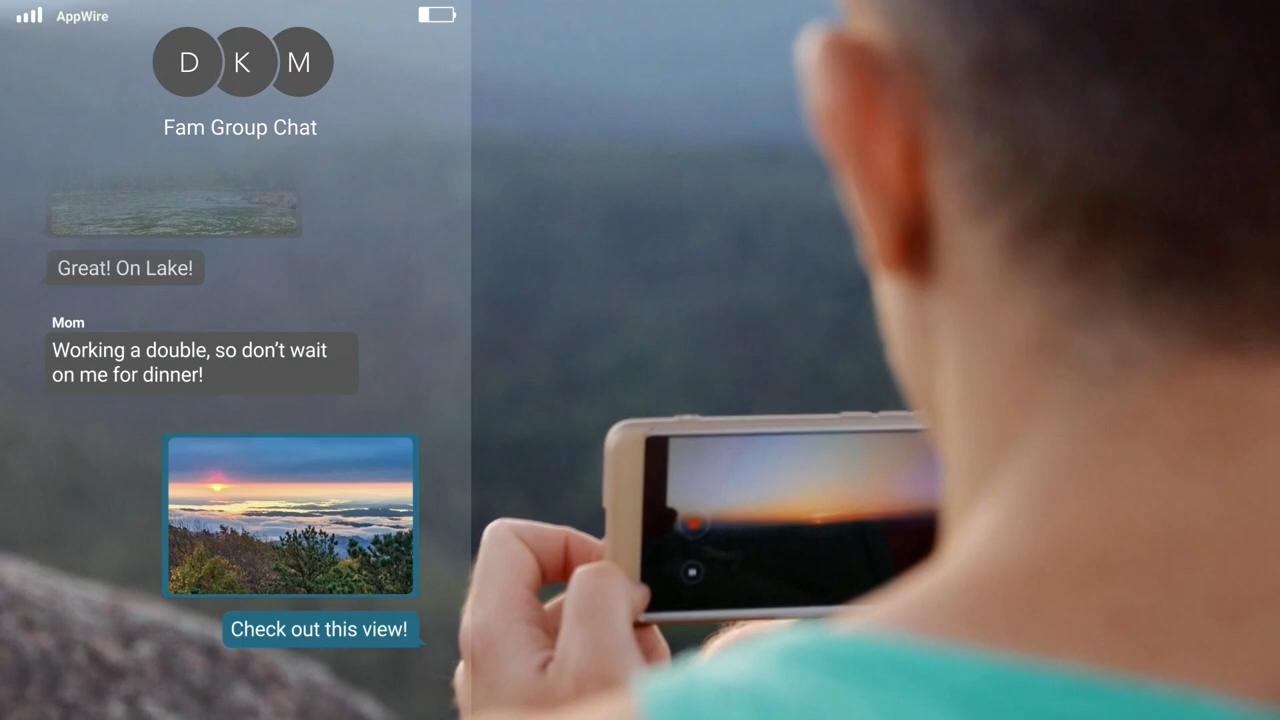 AppWire
D K M
Fam Group Chat
Great! On Lake!
Mom
Working a double, so don't wait
on me for dinner!
Check out this view!